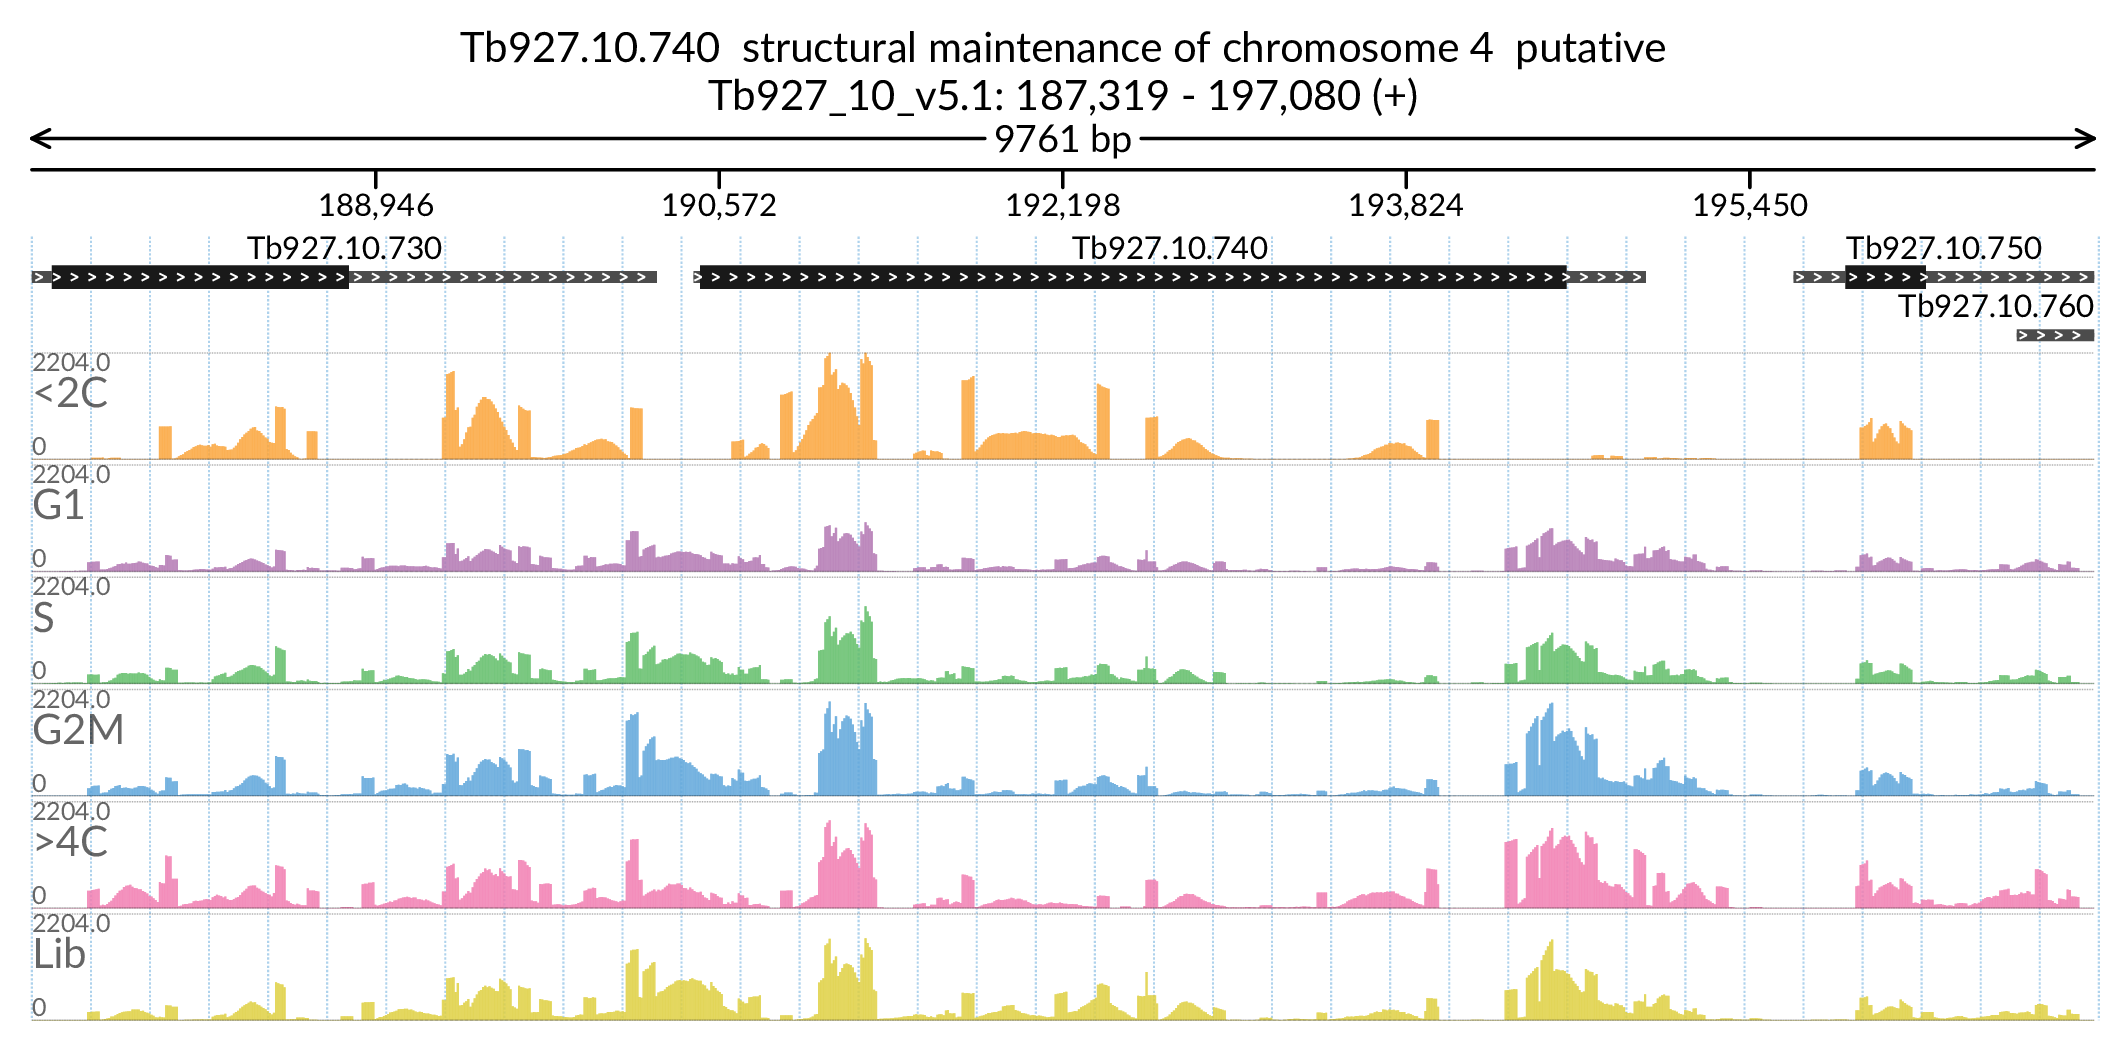 Tb927.10.740  structural maintenance of chromosome 4  putative
Tb927_10_v5.1: 187,319 - 197,080 (+)
9761 bp
188,946 190,572 192,198 193,824 195,450
Tb927.10.730 Tb927.10.740 Tb927.10.750
Tb927.10.760
2204.0
<2C
0
2204.0
G1
0
2204.0
S
0
2204.0
G2M
0
2204.0
>4C
0
2204.0
Lib
0